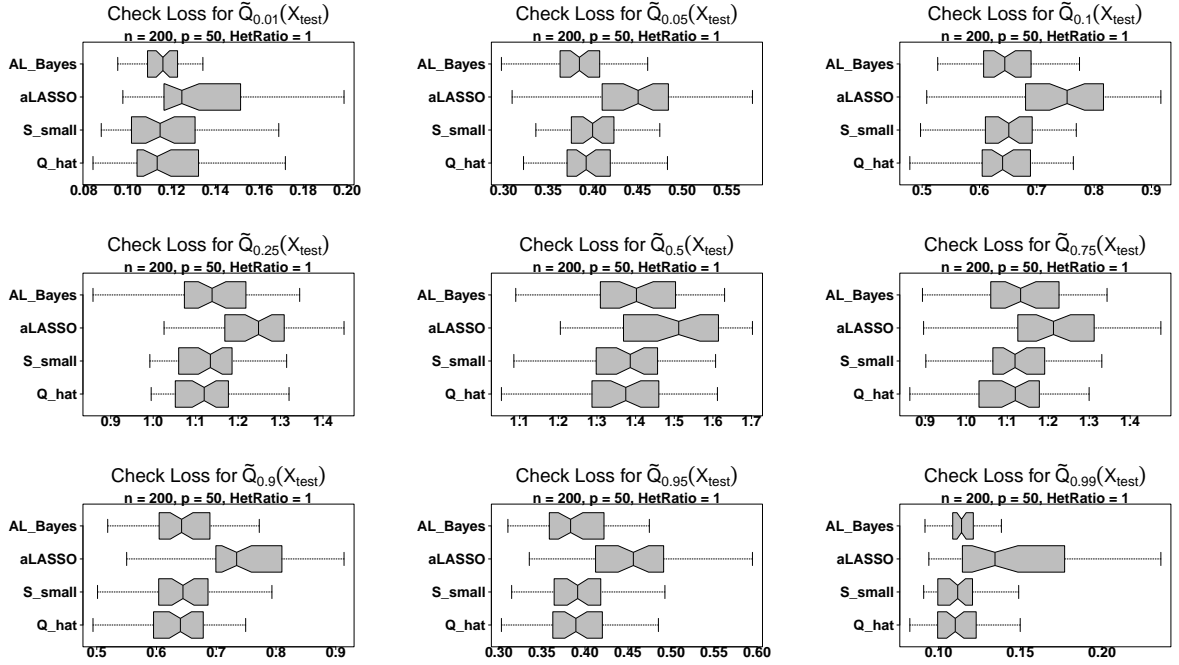 Check Loss for Q̃0.01(Xtest)
n = 200, p = 50, HetRatio = 1
AL_Bayes
aLASSO
S_small
Q_hat
0.08 0.10 0.12 0.14 0.16 0.18 0.20
Check Loss for Q̃0.05(Xtest)
n = 200, p = 50, HetRatio = 1
AL_Bayes
aLASSO
S_small
Q_hat
0.30 0.35 0.40 0.45 0.50 0.55
Check Loss for Q̃0.1(Xtest)
n = 200, p = 50, HetRatio = 1
AL_Bayes
aLASSO
S_small
Q_hat
0.5 0.6 0.7 0.8 0.9
Check Loss for Q̃0.25(Xtest)
n = 200, p = 50, HetRatio = 1
AL_Bayes
aLASSO
S_small
Q_hat
0.9 1.0 1.1 1.2 1.3 1.4
Check Loss for Q̃0.5(Xtest)
n = 200, p = 50, HetRatio = 1
AL_Bayes
aLASSO
S_small
Q_hat
1.1 1.2 1.3 1.4 1.5 1.6 1.7
Check Loss for Q̃0.75(Xtest)
n = 200, p = 50, HetRatio = 1
AL_Bayes
aLASSO
S_small
Q_hat
0.9 1.0 1.1 1.2 1.3 1.4
Check Loss for Q̃0.9(Xtest)
n = 200, p = 50, HetRatio = 1
AL_Bayes
aLASSO
S_small
Q_hat
0.5 0.6 0.7 0.8 0.9
Check Loss for Q̃0.95(Xtest)
n = 200, p = 50, HetRatio = 1
AL_Bayes
aLASSO
S_small
Q_hat
0.30 0.35 0.40 0.45 0.50 0.55 0.60
Check Loss for Q̃0.99(Xtest)
n = 200, p = 50, HetRatio = 1
AL_Bayes
aLASSO
S_small
Q_hat
0.10 0.15 0.20